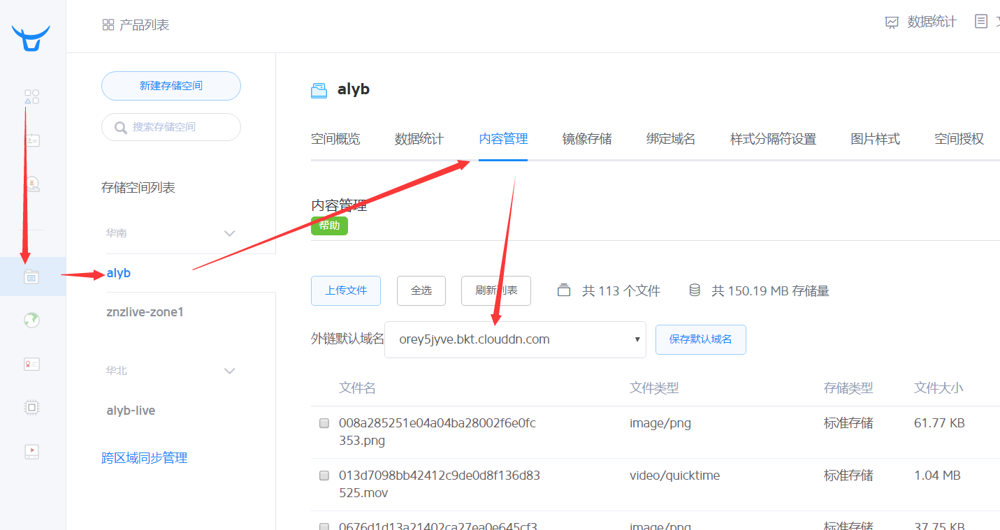 产品列表
数据统计
新建存储空间
搜索存储空间
存储空间列表
华南
alyb
znzlive-zone1
华北
alyb-live
跨区域同步管理
alyb
空间概览
数据统计
内容管理
镜像存储
绑定域名
样式分隔符设置
图片样式
空间授权
内容管理
帮助
上传文件
全选
刷新列表
共 113 个文件
共 150.19 MB 存储量
外链默认域名
orey5jyve.bkt.clouddn.com
保存默认域名
文件名
文件类型
存储类型
文件大小
008a285251e04a04ba28002f6e0fc
353.png
image/png
标准存储
61.77 KB
013d7098bb42412c9de0d8f136d83
525.mov
video/quicktime
标准存储
1.04 MB
0676d1d13a21402ca27ea0e645cf3
image/png
标准存储
37.75 KB